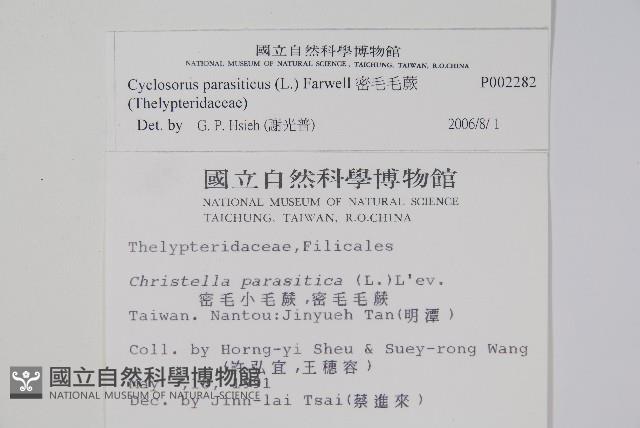 國立自然科學博物館
NATIONAL MUSEUM OF NATURAL SCIENCE, TAICHUNG, TAIWAN, R.O.CHINA
Cyclosorus parasiticus (L.) Farwell 密毛毛蕨 P002282
(Thelypteridaceae)
Det. by G. P. Hsieh (謝光普) 2006/8/ 1
國立自然科學博物館
NATIONAL MUSEUM OF NATURAL SCIENCE
TAICHUNG, TAIWAN, R.O.CHINA
Thelypteridaceae,Filicales
Christella parasitica (L.)L'ev.
密毛小毛蕨,密毛毛蕨
Taiwan. Nantou:Jinyueh Tan(明潭)
Coll. by Horng-yi Sheu & Suey-rong Wang
(許弘宜,王穗容)
1991
Dec. by Jinn-lai Tsai(蔡進來)
國立自然科學博物館
NATIONAL MUSEUM OF NATURAL SCIENCE